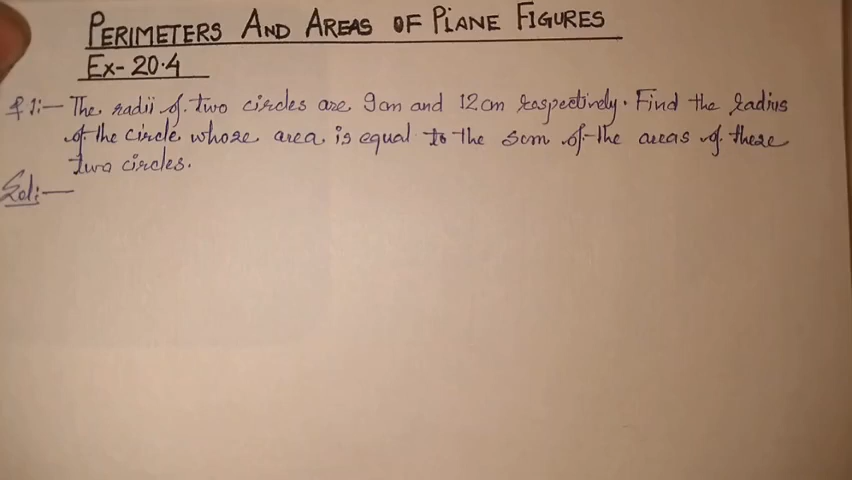 PERIMETERS AND AREAS OF PLANE FIGURES
Ex- 20.4
Q 1:- The radii of two circles are 9cm and 12cm respectively. Find the radius
of the circle whose area is equal to the sum of the areas of these
two circles.
Sol:-